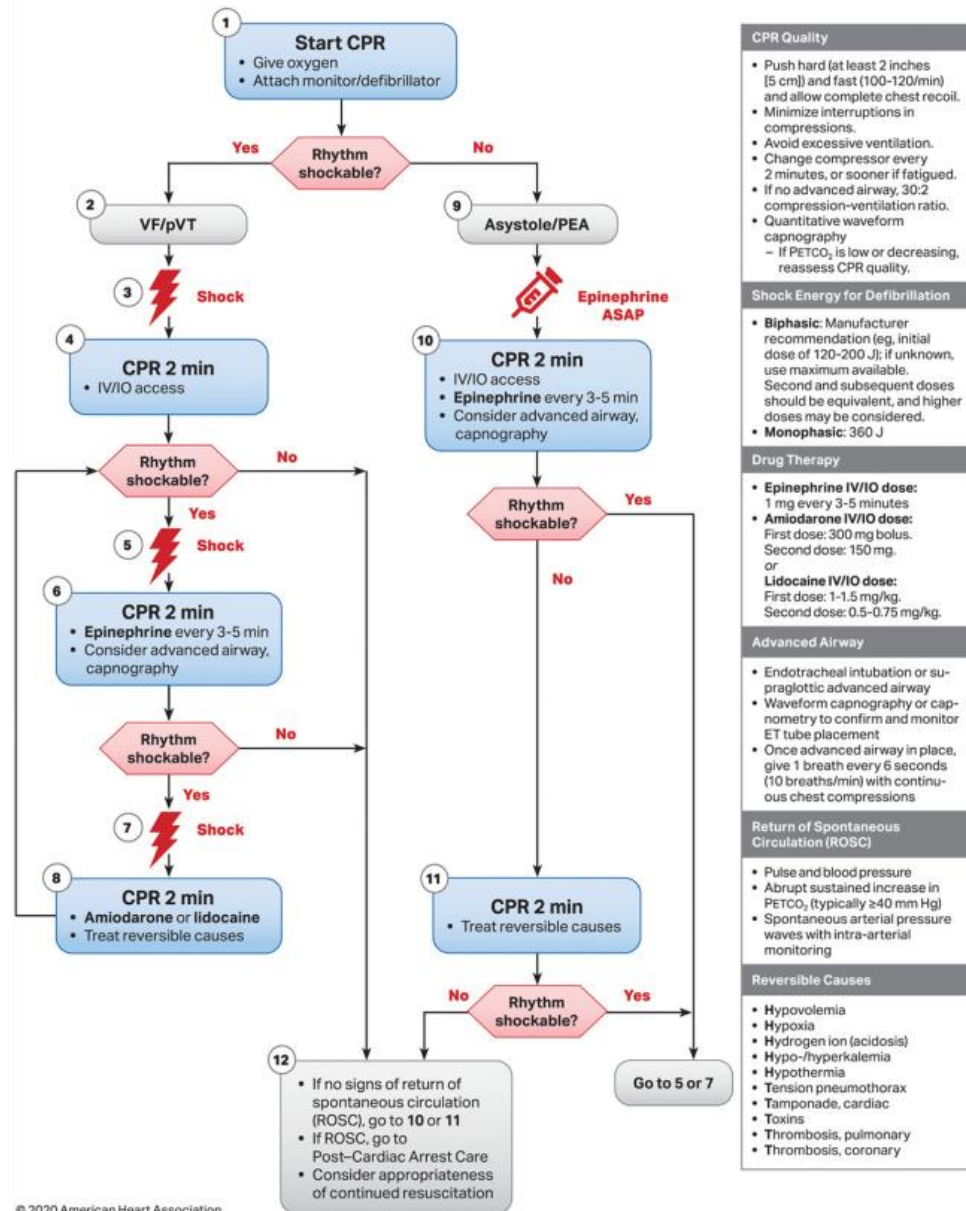 1
Start CPR
• Give oxygen
• Attach monitor/defibrillator
Rhythm
shockable?
Yes
No
2
VF/pVT
3
Shock
4
CPR 2 min
• IV/IO access
Rhythm
shockable?
No
Yes
5
Shock
6
CPR 2 min
• Epinephrine every 3-5 min
• Consider advanced airway,
capnography
Rhythm
shockable?
No
Yes
7
Shock
8
CPR 2 min
• Amiodarone or lidocaine
• Treat reversible causes
9
Asystole/PEA
Epinephrine
ASAP
10
CPR 2 min
• IV/IO access
• Epinephrine every 3-5 min
• Consider advanced airway,
capnography
Rhythm
shockable?
Yes
No
11
CPR 2 min
• Treat reversible causes
No
Rhythm
shockable?
Yes
12
• If no signs of return of
spontaneous circulation
(ROSC), go to 10 or 11
• If ROSC, go to
Post–Cardiac Arrest Care
• Consider appropriateness
of continued resuscitation
Go to 5 or 7
CPR Quality
• Push hard (at least 2 inches
[5 cm]) and fast (100-120/min)
and allow complete chest recoil.
• Minimize interruptions in
compressions.
• Avoid excessive ventilation.
• Change compressor every
2 minutes, or sooner if fatigued.
• If no advanced airway, 30:2
compression-ventilation ratio.
• Quantitative waveform
capnography
– If PETCO₂ is low or decreasing,
reassess CPR quality.
Shock Energy for Defibrillation
• Biphasic: Manufacturer
recommendation (eg, initial
dose of 120-200 J); if unknown,
use maximum available.
Second and subsequent doses
should be equivalent, and higher
doses may be considered.
• Monophasic: 360 J
Drug Therapy
• Epinephrine IV/IO dose:
1 mg every 3-5 minutes
• Amiodarone IV/IO dose:
First dose: 300 mg bolus.
Second dose: 150 mg.
or
Lidocaine IV/IO dose:
First dose: 1-1.5 mg/kg.
Second dose: 0.5-0.75 mg/kg.
Advanced Airway
• Endotracheal intubation or su-
praglottic advanced airway
• Waveform capnography or cap-
nometry to confirm and monitor
ET tube placement
• Once advanced airway in place,
give 1 breath every 6 seconds
(10 breaths/min) with continu-
ous chest compressions
Return of Spontaneous
Circulation (ROSC)
• Pulse and blood pressure
• Abrupt sustained increase in
PETCO₂ (typically ≥40 mm Hg)
• Spontaneous arterial pressure
waves with intra-arterial
monitoring
Reversible Causes
• Hypovolemia
• Hypoxia
• Hydrogen ion (acidosis)
• Hypo-/hyperkalemia
• Hypothermia
• Tension pneumothorax
• Tamponade, cardiac
• Toxins
• Thrombosis, pulmonary
• Thrombosis, coronary
© 2020 American Heart Association